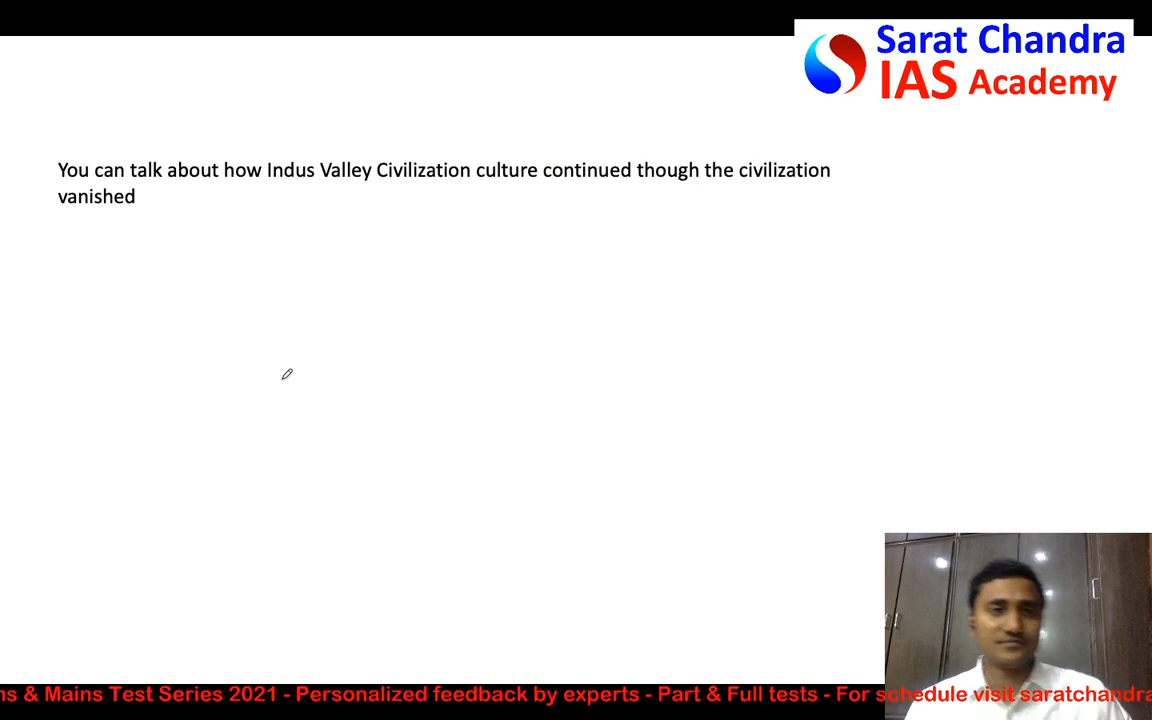 Sarat Chandra
IAS Academy
You can talk about how Indus Valley Civilization culture continued though the civilization
vanished
& Mains Test Series 2021 - Personalized feedback by experts - Part & Full tests - For schedule visit